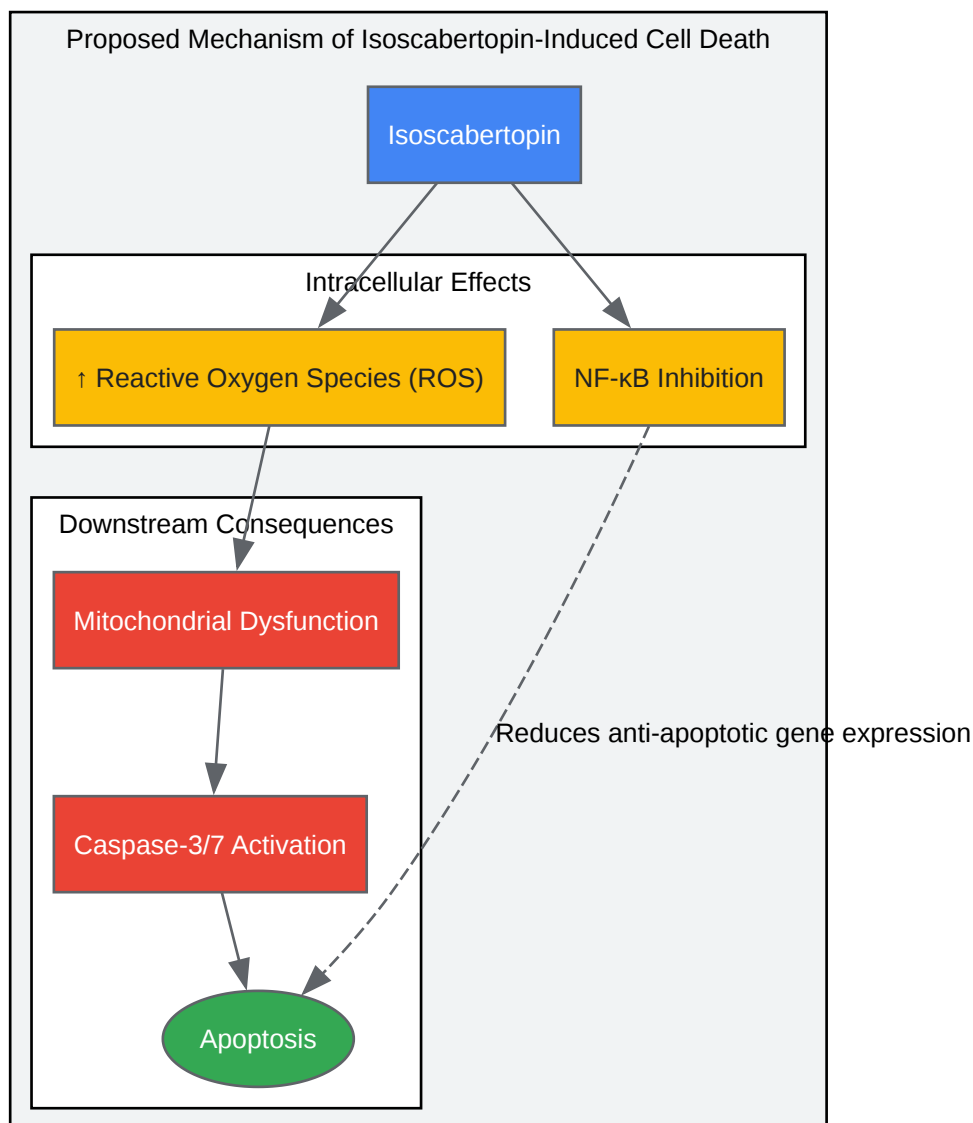 Proposed Mechanism of Isoscabertopin-Induced Cell Death
Isoscabertopin
Intracellular Effects
↑ Reactive Oxygen Species (ROS)
NF-κB Inhibition
Downstream Consequences
Mitochondrial Dysfunction
Reduces anti-apoptotic gene expression
Caspase-3/7 Activation
Apoptosis